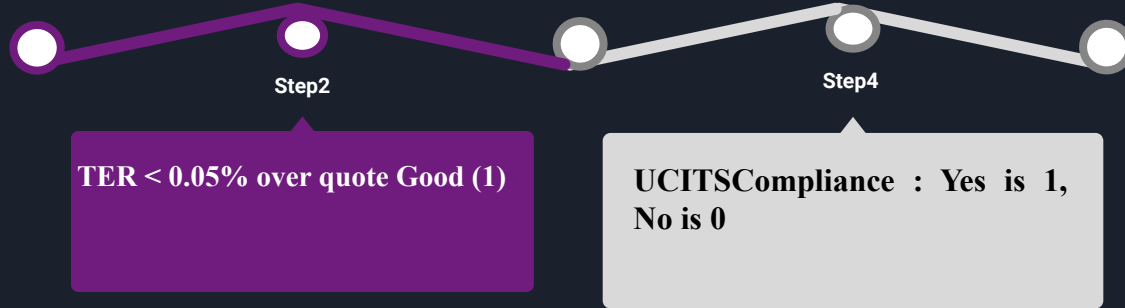 Step2
TER < 0.05% over quote Good (1)
Step4
UCITSCompliance : Yes is 1,
No is 0